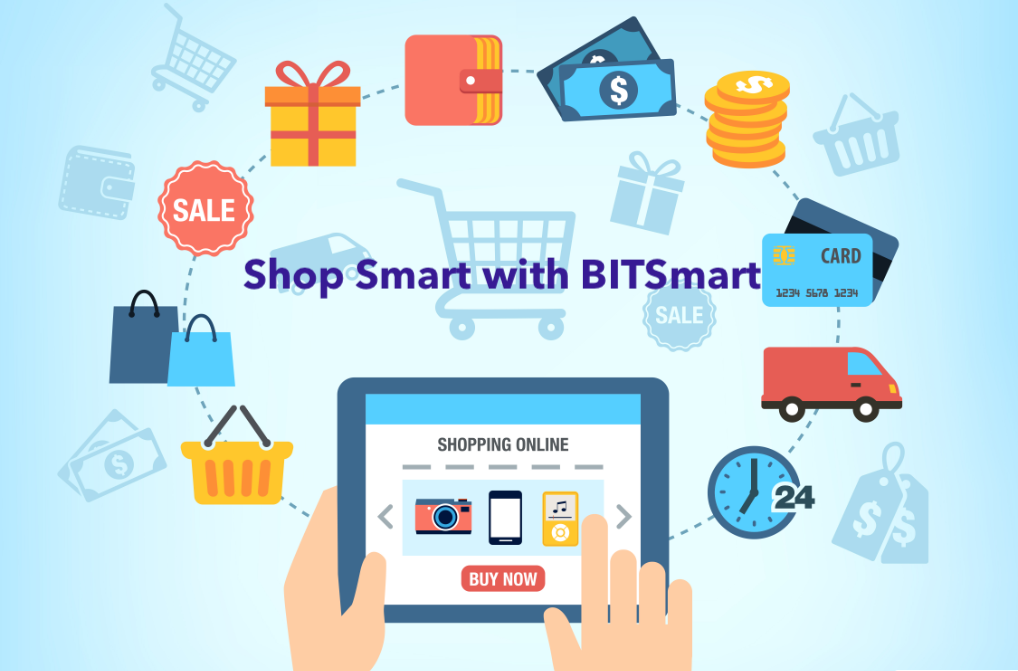 $
$
SALE
Shop Smart with BITSmart
CARD
1234 5678 1234
SALE
$
SHOPPING ONLINE
24
$
$
BUY NOW